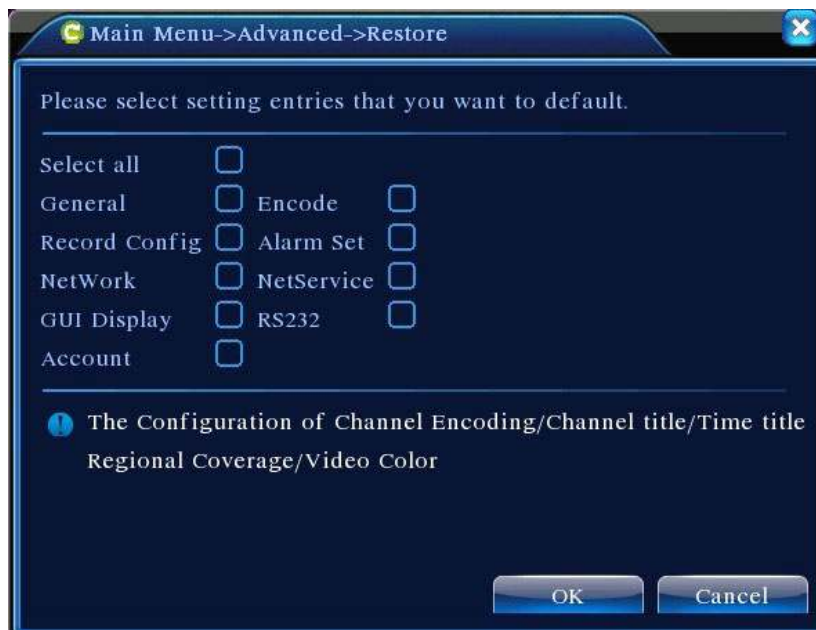 Main Menu->Advanced->Restore
Please select setting entries that you want to default.
Select all
General Encode
Record Config Alarm Set
NetWork NetService
GUI Display RS232
Account
The Configuration of Channel Encoding/Channel title/Time title
Regional Coverage/Video Color
OK Cancel